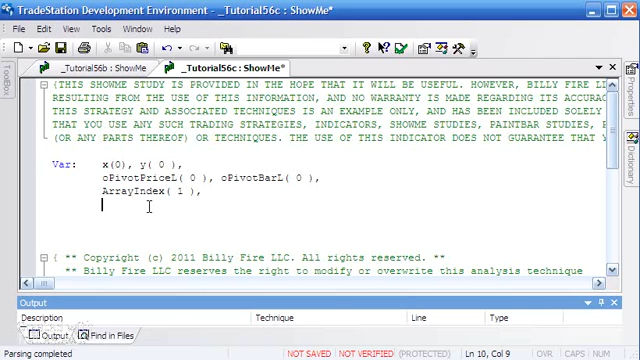 TradeStation Development Environment - _Tutorial56c : ShowMe*
File Edit View Tools Window Help
_Tutorial56b : ShowMe _Tutorial56c : ShowMe*
ToolBox
Properties
Dictionary
{THIS SHOWME STUDY IS PROVIDED IN THE HOPE THAT IT WILL BE USEFUL. HOWEVER, BILLY FIRE LL
RESULTING FROM THE USE OF THIS INFORMATION, AND NO WARRANTY IS MADE REGARDING ITS ACCURAC
THIS STRATEGY AND ASSOCIATED TECHNIQUES IS AN EXAMPLE ONLY, AND HAS BEEN INCLUDED SOLELY
THAT YOU USE ANY SUCH TRADING STRATEGIES, INDICATORS, SHOWME STUDIES, PAINTBAR STUDIES, P
(OR ANY PARTS THEREOF) OR TECHNIQUES. THE USE OF THIS INDICATOR DOES NOT GUARANTEE THAT Y
Var: x(0), y( 0 ),
oPivotPriceL( 0 ), oPivotBarL( 0 ),
ArrayIndex( 1 ),
{ ** Copyright (c) 2011 Billy Fire LLC. All rights reserved. **
** Billy Fire LLC reserves the right to modify or overwrite this analysis technique
Output
Description Technique Line Type
Output Find in Files
Parsing completed NOT SAVED NOT VERIFIED (PROTECTED) Ln 10, Col 9 OVR CAP NUM